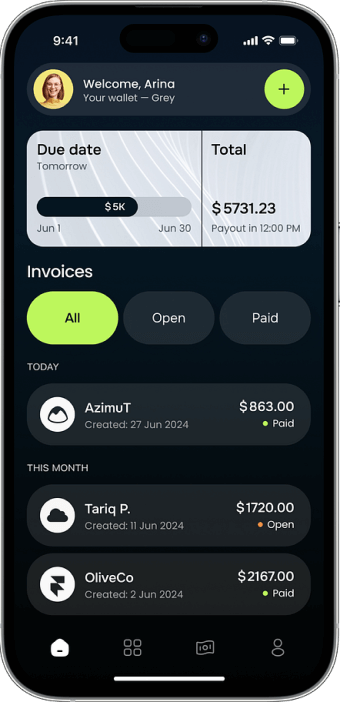 9:41
Welcome, Arina
Your wallet — Grey
Due date
Tomorrow
$5K
Jun 1
Jun 30
Total
$5731.23
Payout in 12:00 PM
Invoices
All
Open
Paid
TODAY
AzimuT
$863.00
Created: 27 Jun 2024
Paid
THIS MONTH
Tariq P.
$1720.00
Created: 11 Jun 2024
Open
OliveCo
$2167.00
Created: 2 Jun 2024
Paid